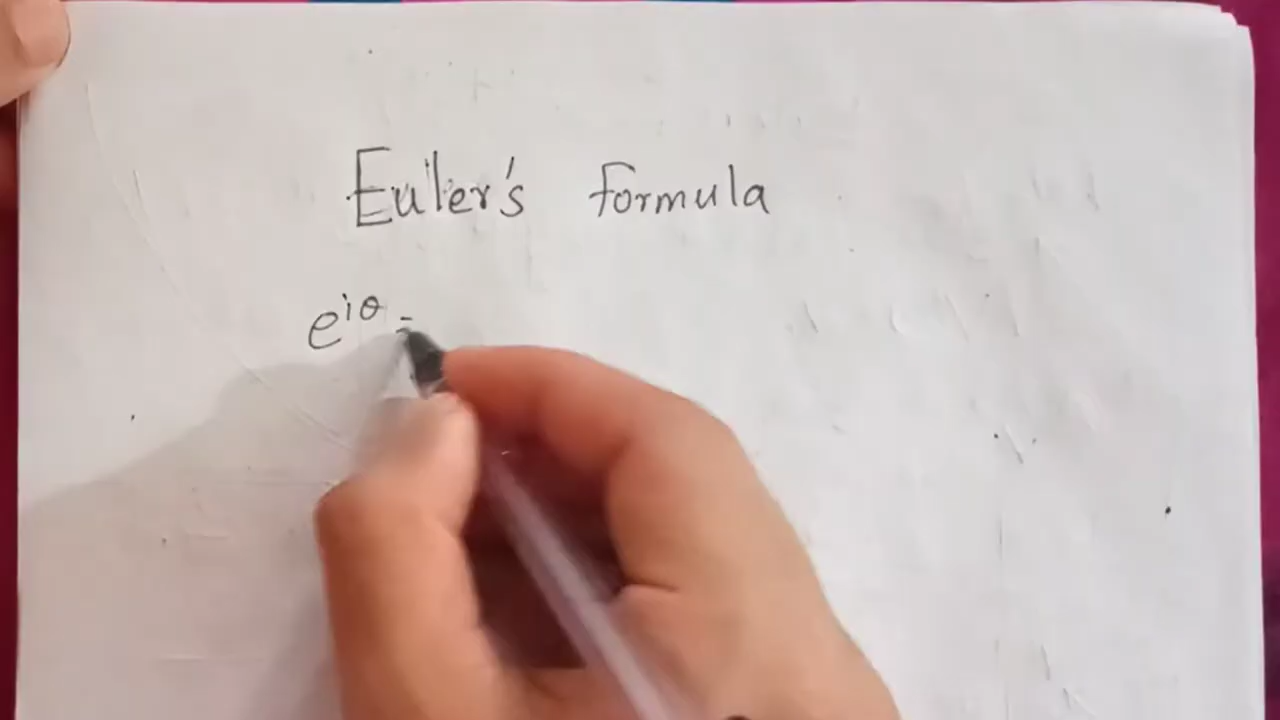 Euler's formula
e^{iθ} =